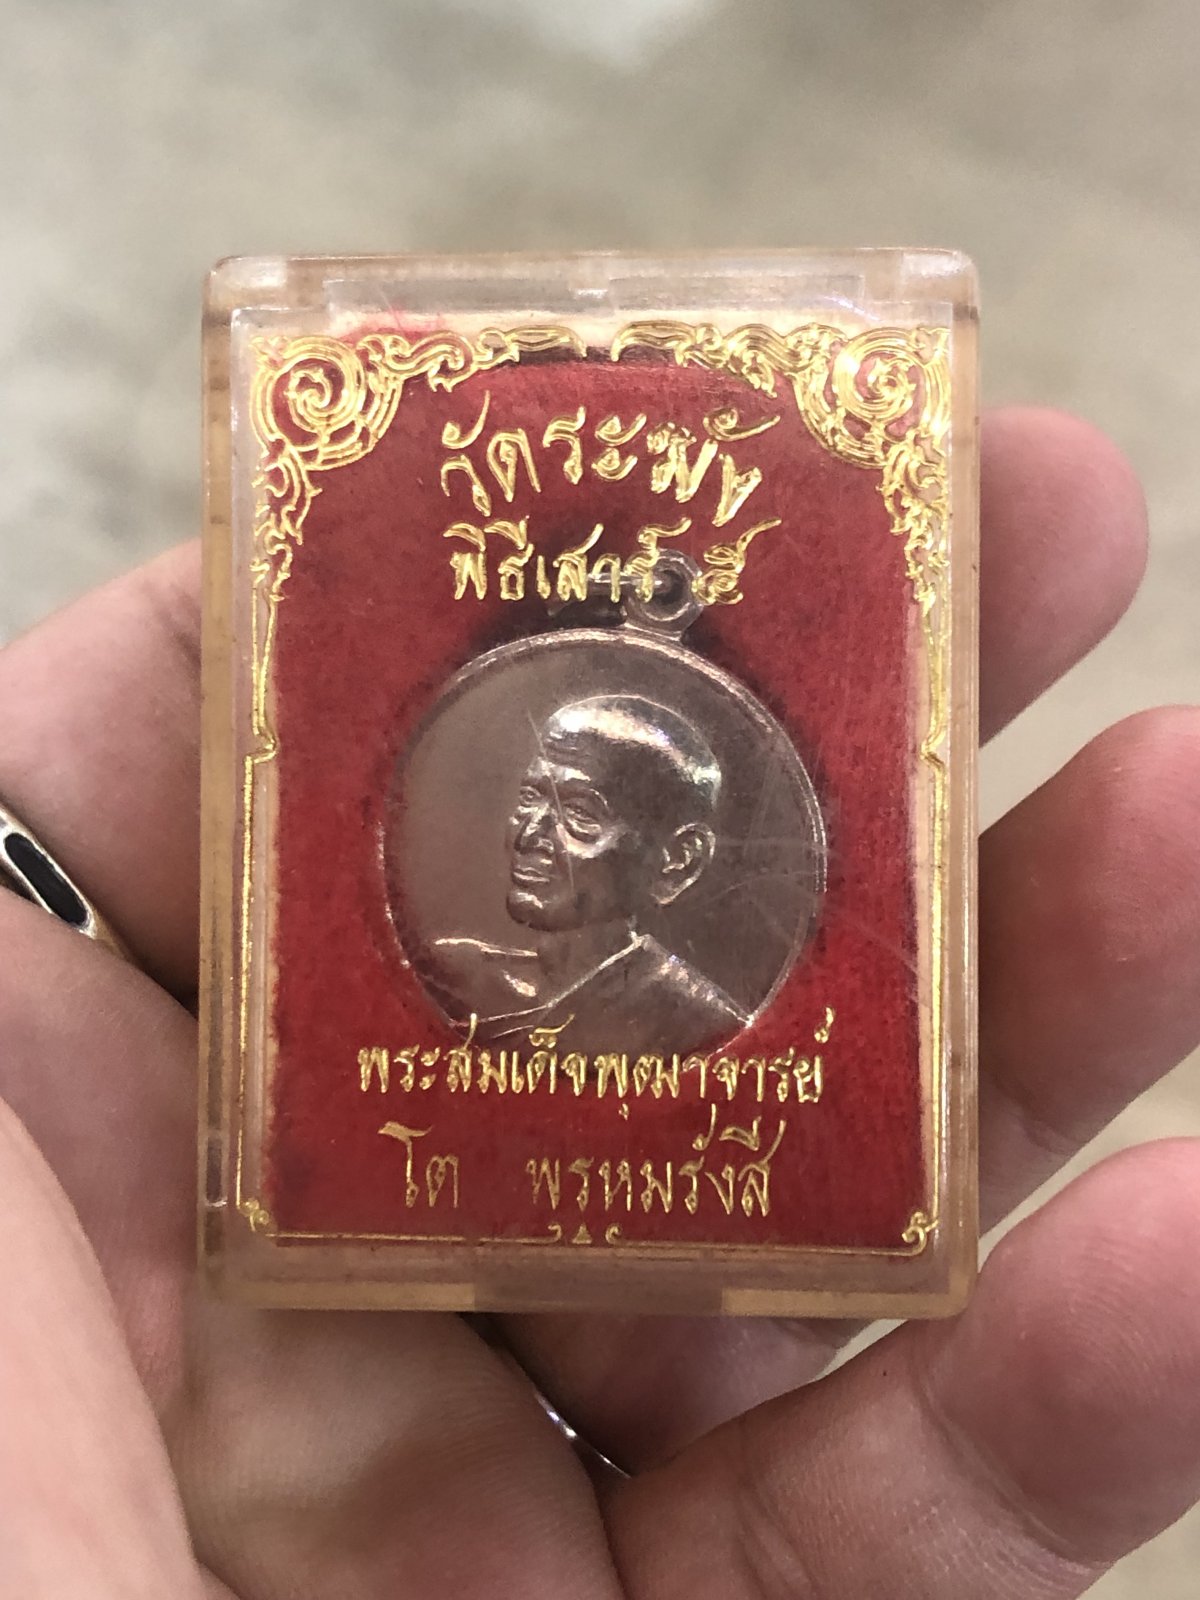 วัดระฆัง
พิธีเสาร์ ๕
พระสมเด็จพุฒาจารย์
โต พรหมรังสี